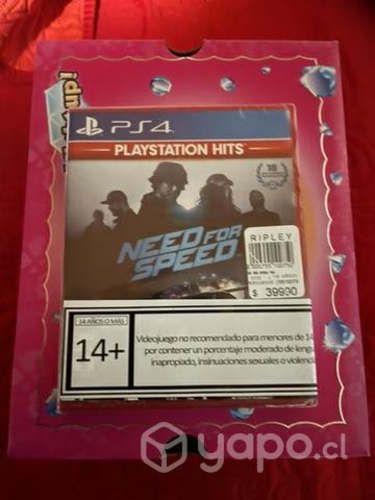 PS4
PLAYSTATION HITS
NEED FOR
SPEED
RIPLEY
$ 39990
14 AÑOS O MÁS
14+
Videojuego no recomendado para menores de 14
por contener un porcentaje moderado de lengu
inapropiado, insinuaciones sexuales o violenci
yapo.cl